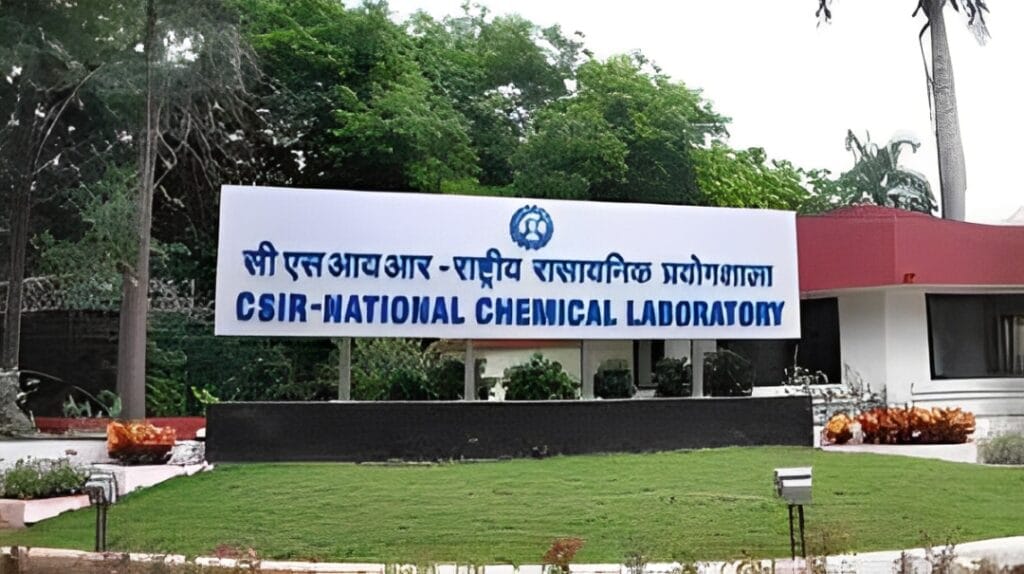 सी एस आय आर - राष्ट्रीय रासायनिक प्रयोगशाला
CSIR-NATIONAL CHEMICAL LABORATORY